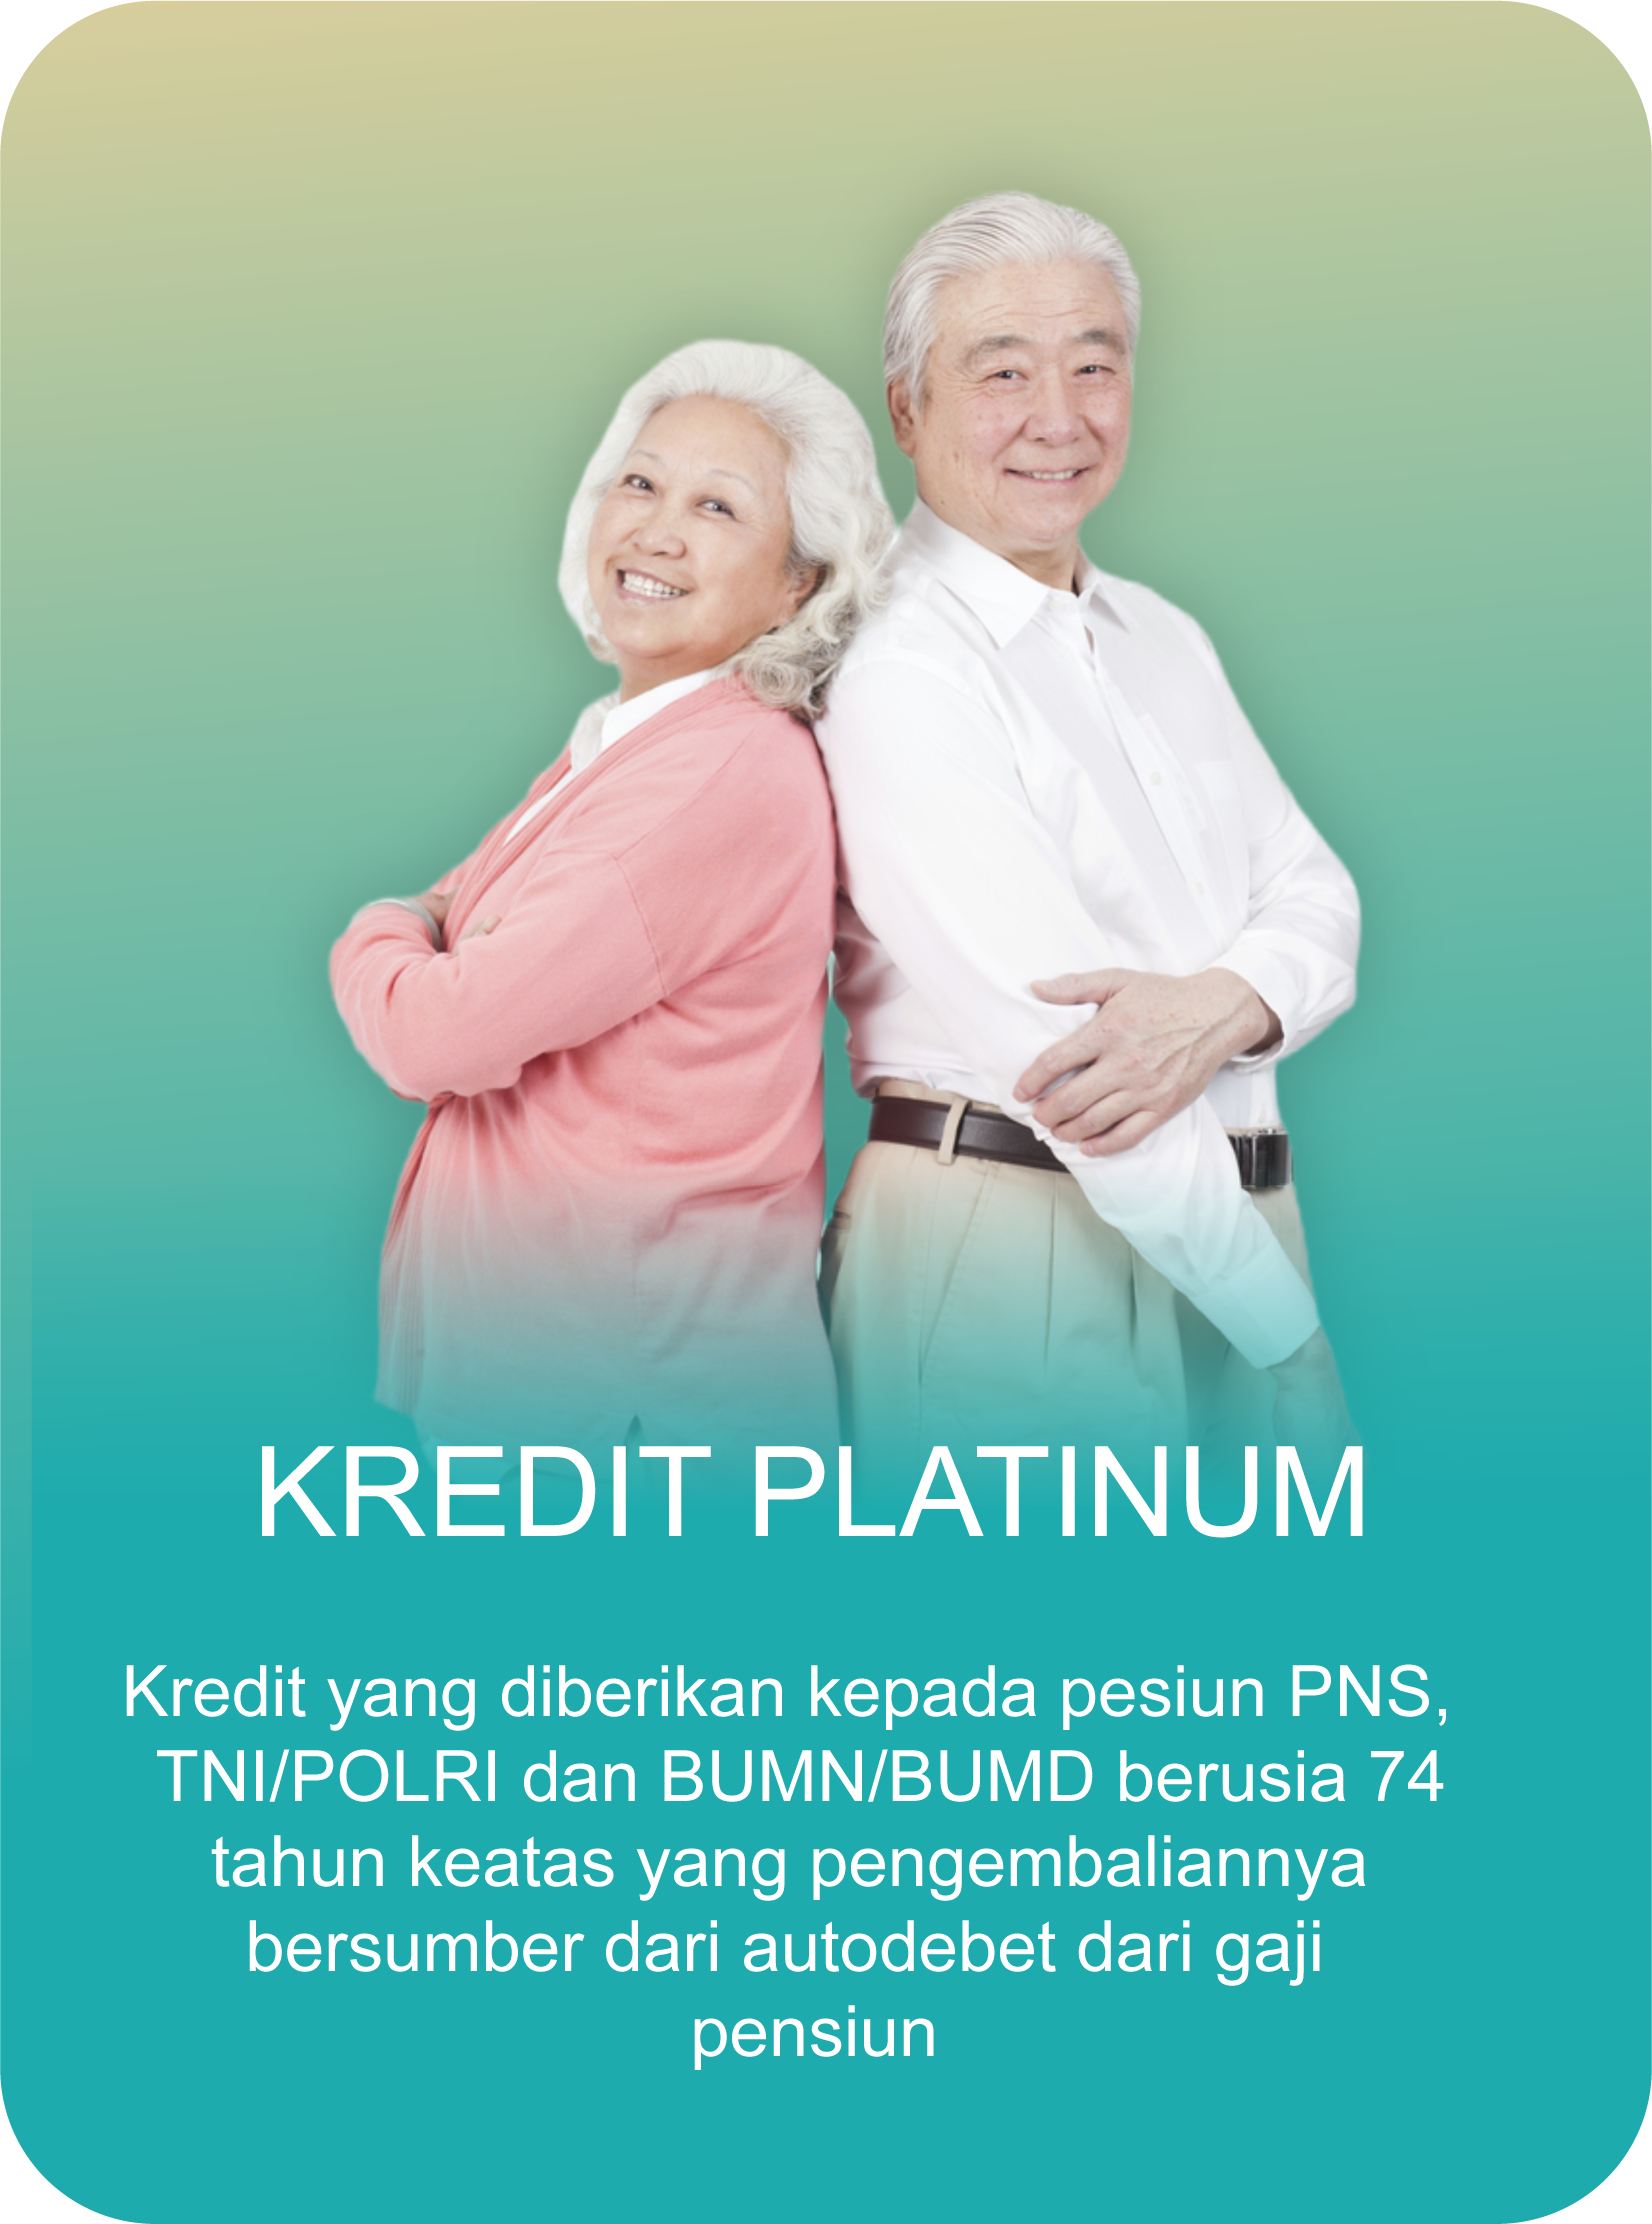 KREDIT PLATINUM
Kredit yang diberikan kepada pesiun PNS,
TNI/POLRI dan BUMN/BUMD berusia 74
tahun keatas yang pengembaliannya
bersumber dari autodebet dari gaji
pensiun